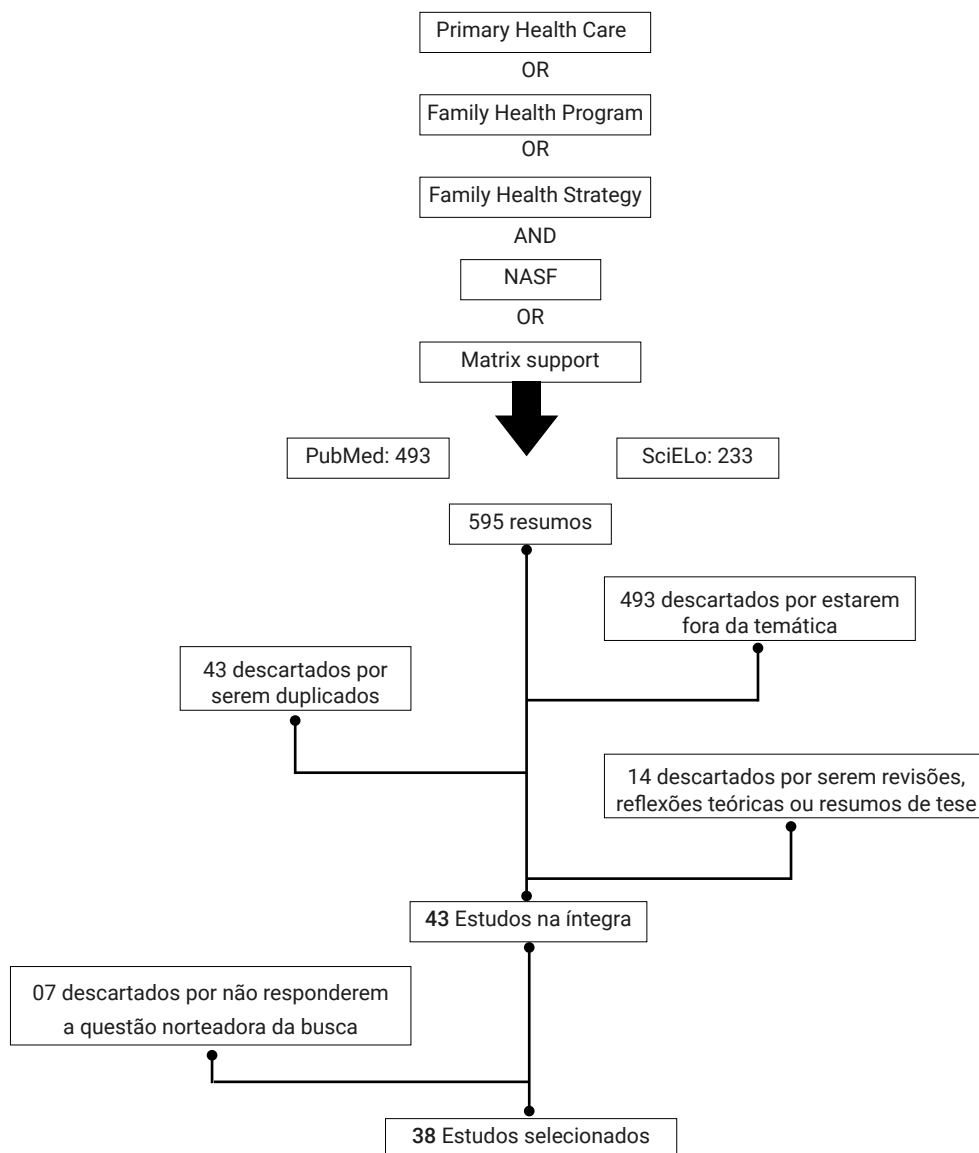 Primary Health Care
OR
Family Health Program
OR
Family Health Strategy
AND
NASF
OR
Matrix support
PubMed: 493
SciELo: 233
595 resumos
493 descartados por estarem
fora da temática
43 descartados por
serem duplicados
14 descartados por serem revisões,
reflexões teóricas ou resumos de tese
43 Estudos na íntegra
07 descartados por não responderem
a questão norteadora da busca
38 Estudos selecionados